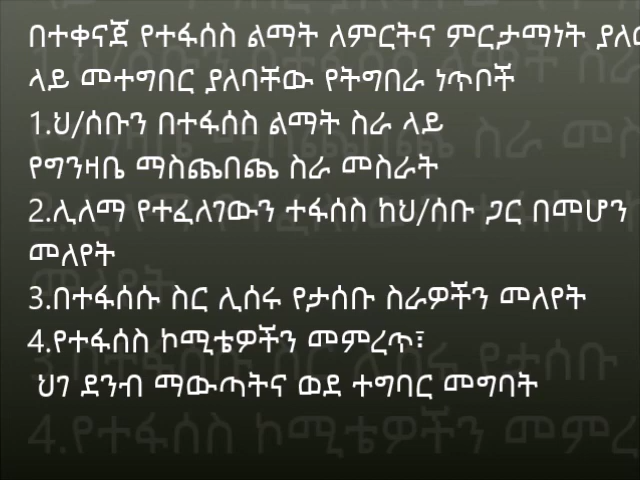 በተቀናጀ የተፋሰስ ልማት ለምርትና ምርታማነት
ላይ መተግበር ያለባቸው የትግበራ ነጥቦች
1.ህ/ሰቡን በተፋሰስ ልማት ስራ ላይ
የግንዛቤ ማስጨበጫ ስራ መስራት
2.ሊለማ የተፈለገውን ተፋሰስ ከህ/ሰቡ ጋር በመሆን
መለየት
3.በተፋሰሱ ስር ሊሰሩ የታሰቡ ስራዎችን መለየት
4.የተፋሰስ ኮሚቴዎችን መምረጥ፣
ህገ ደንብ ማውጣትና ወደ ተግባር መግባት